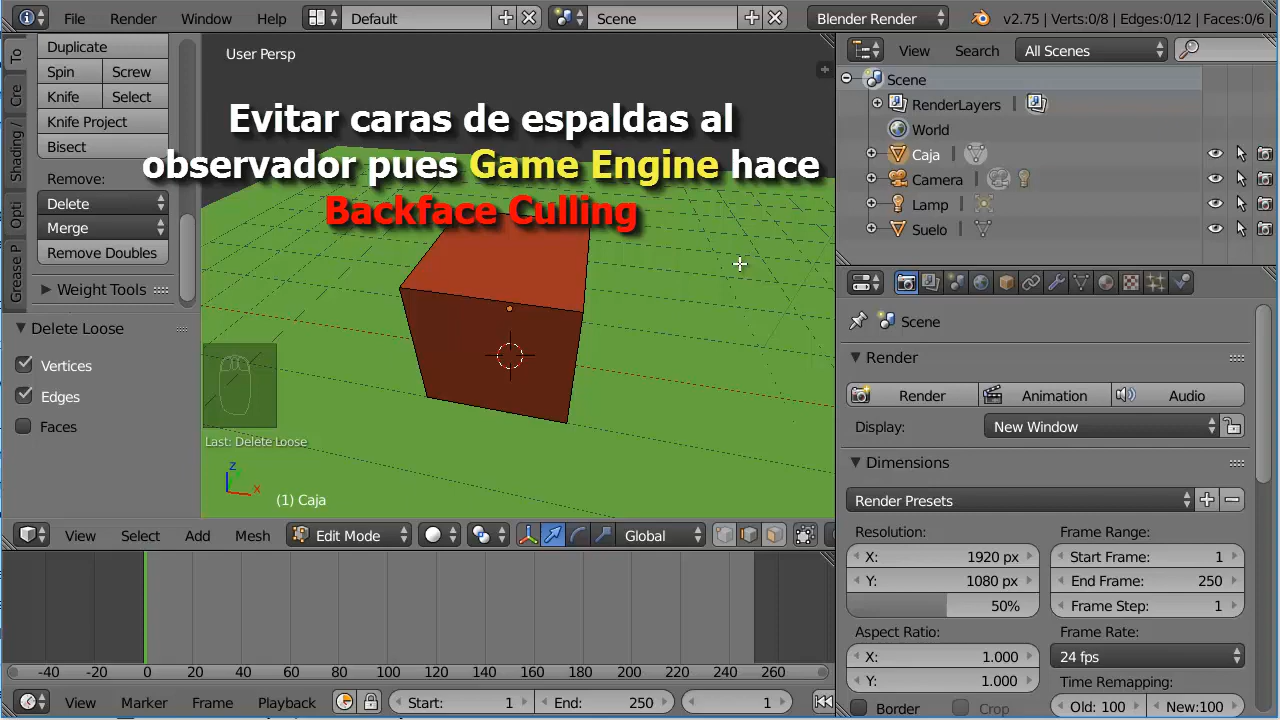 File Render Window Help Default Scene Blender Render v2.75 | Verts:0/8 | Edges:0/12 | Faces:0/6
To
Cre
Shading /
Opti
Grease P
Duplicate
Spin Screw
Knife Select
Knife Project
Bisect
Remove:
Delete
Merge
Remove Doubles
Weight Tools
Delete Loose
Vertices
Edges
Faces
User Persp
Evitar caras de espaldas al
observador pues Game Engine hace
Backface Culling
Last: Delete Loose
z
x
(1) Caja
View Select Add Mesh Edit Mode Global
-40 -20 0 20 40 60 80 100 120 140 160 180 200 220 240 260
View Marker Frame Playback Start: 1 End: 250 1
View Search All Scenes
Scene
RenderLayers
World
Caja
Camera
Lamp
Suelo
Scene
Render
Render Animation Audio
Display: New Window
Dimensions
Render Presets
Resolution: Frame Range:
X: 1920 px Start Frame: 1
Y: 1080 px End Frame: 250
50% Frame Step: 1
Aspect Ratio: Frame Rate:
X: 1.000 24 fps
Y: 1.000 Time Remapping:
Border Crop Old: 100 New:100